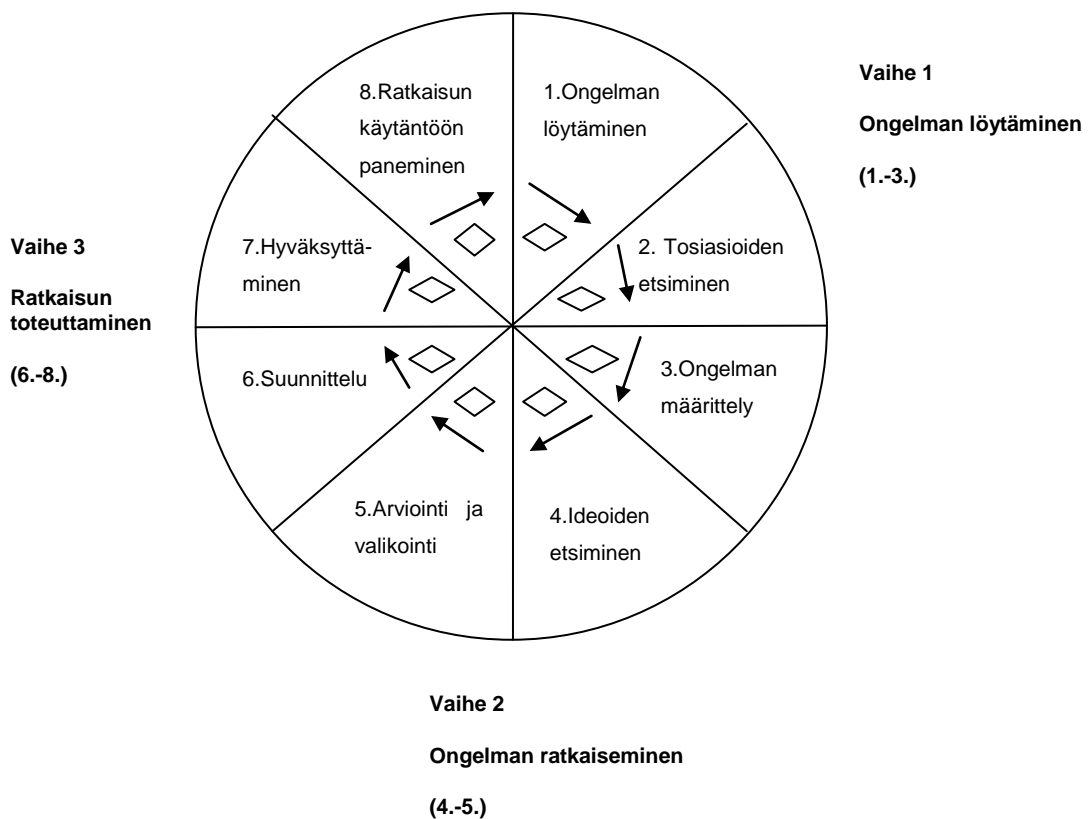 8.Ratkaisun
käytäntöön
paneminen
1.Ongelman
löytäminen
2. Tosiasioiden
etsiminen
3.Ongelman
määrittely
4.Ideoiden
etsiminen
5.Arviointi ja
valikointi
6.Suunnittelu
7.Hyväksyttä-
minen
Vaihe 1
Ongelman löytäminen
(1.-3.)
Vaihe 3
Ratkaisun
toteuttaminen
(6.-8.)
Vaihe 2
Ongelman ratkaiseminen
(4.-5.)